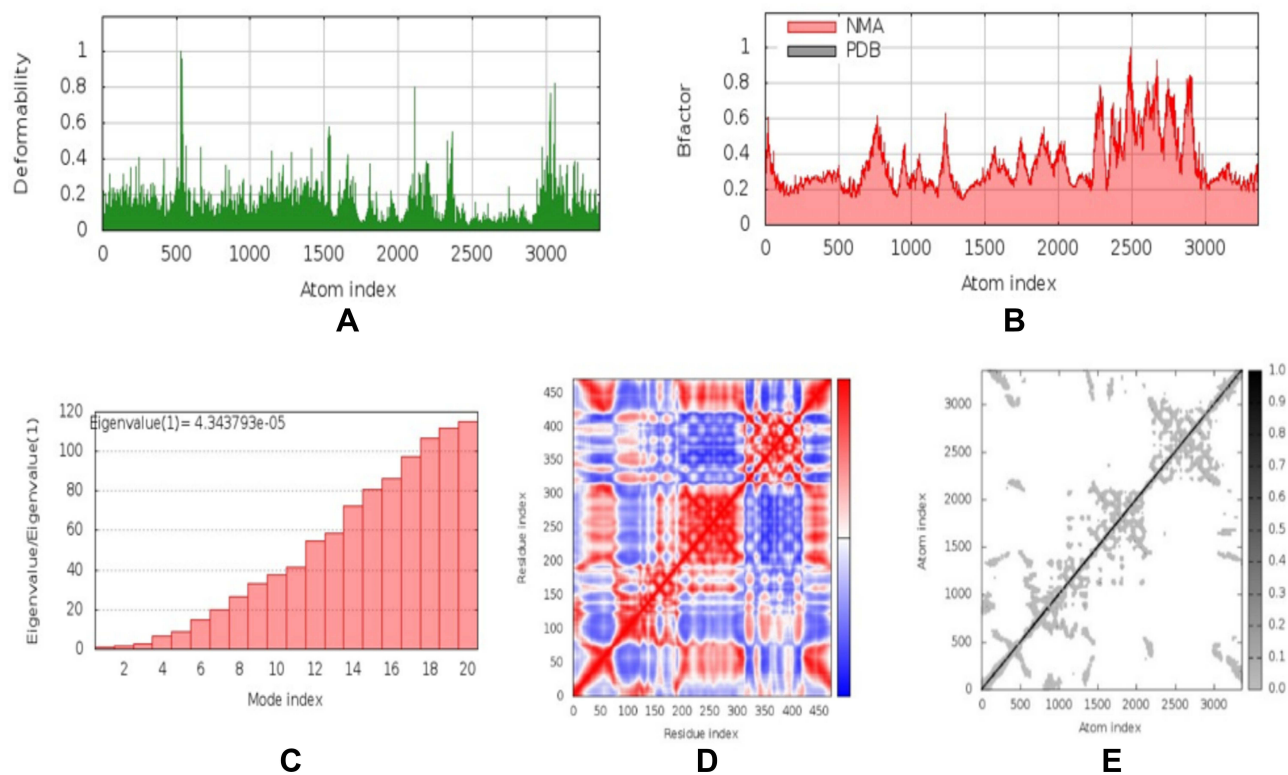 Deformability
1
0.8
0.6
0.4
0.2
0
0 500 1000 1500 2000 2500 3000
Atom index
A
NMA
PDB
Bfactor
1
0.8
0.6
0.4
0.2
0
0 500 1000 1500 2000 2500 3000
Atom index
B
Eigenvalue(1)= 4.343793e-05
Eigenvalue/Eigenvalue(1)
120
100
80
60
40
20
0
2 4 6 8 10 12 14 16 18 20
Mode index
C
Residue index
450
400
350
300
250
200
150
100
50
0
0 50 100 150 200 250 300 350 400 450
Residue index
D
Atom index
3000
2500
2000
1500
1000
500
0
0 500 1000 1500 2000 2500 3000
Atom index
1.0
0.9
0.8
0.7
0.6
0.5
0.4
0.3
0.2
0.1
0.0
E